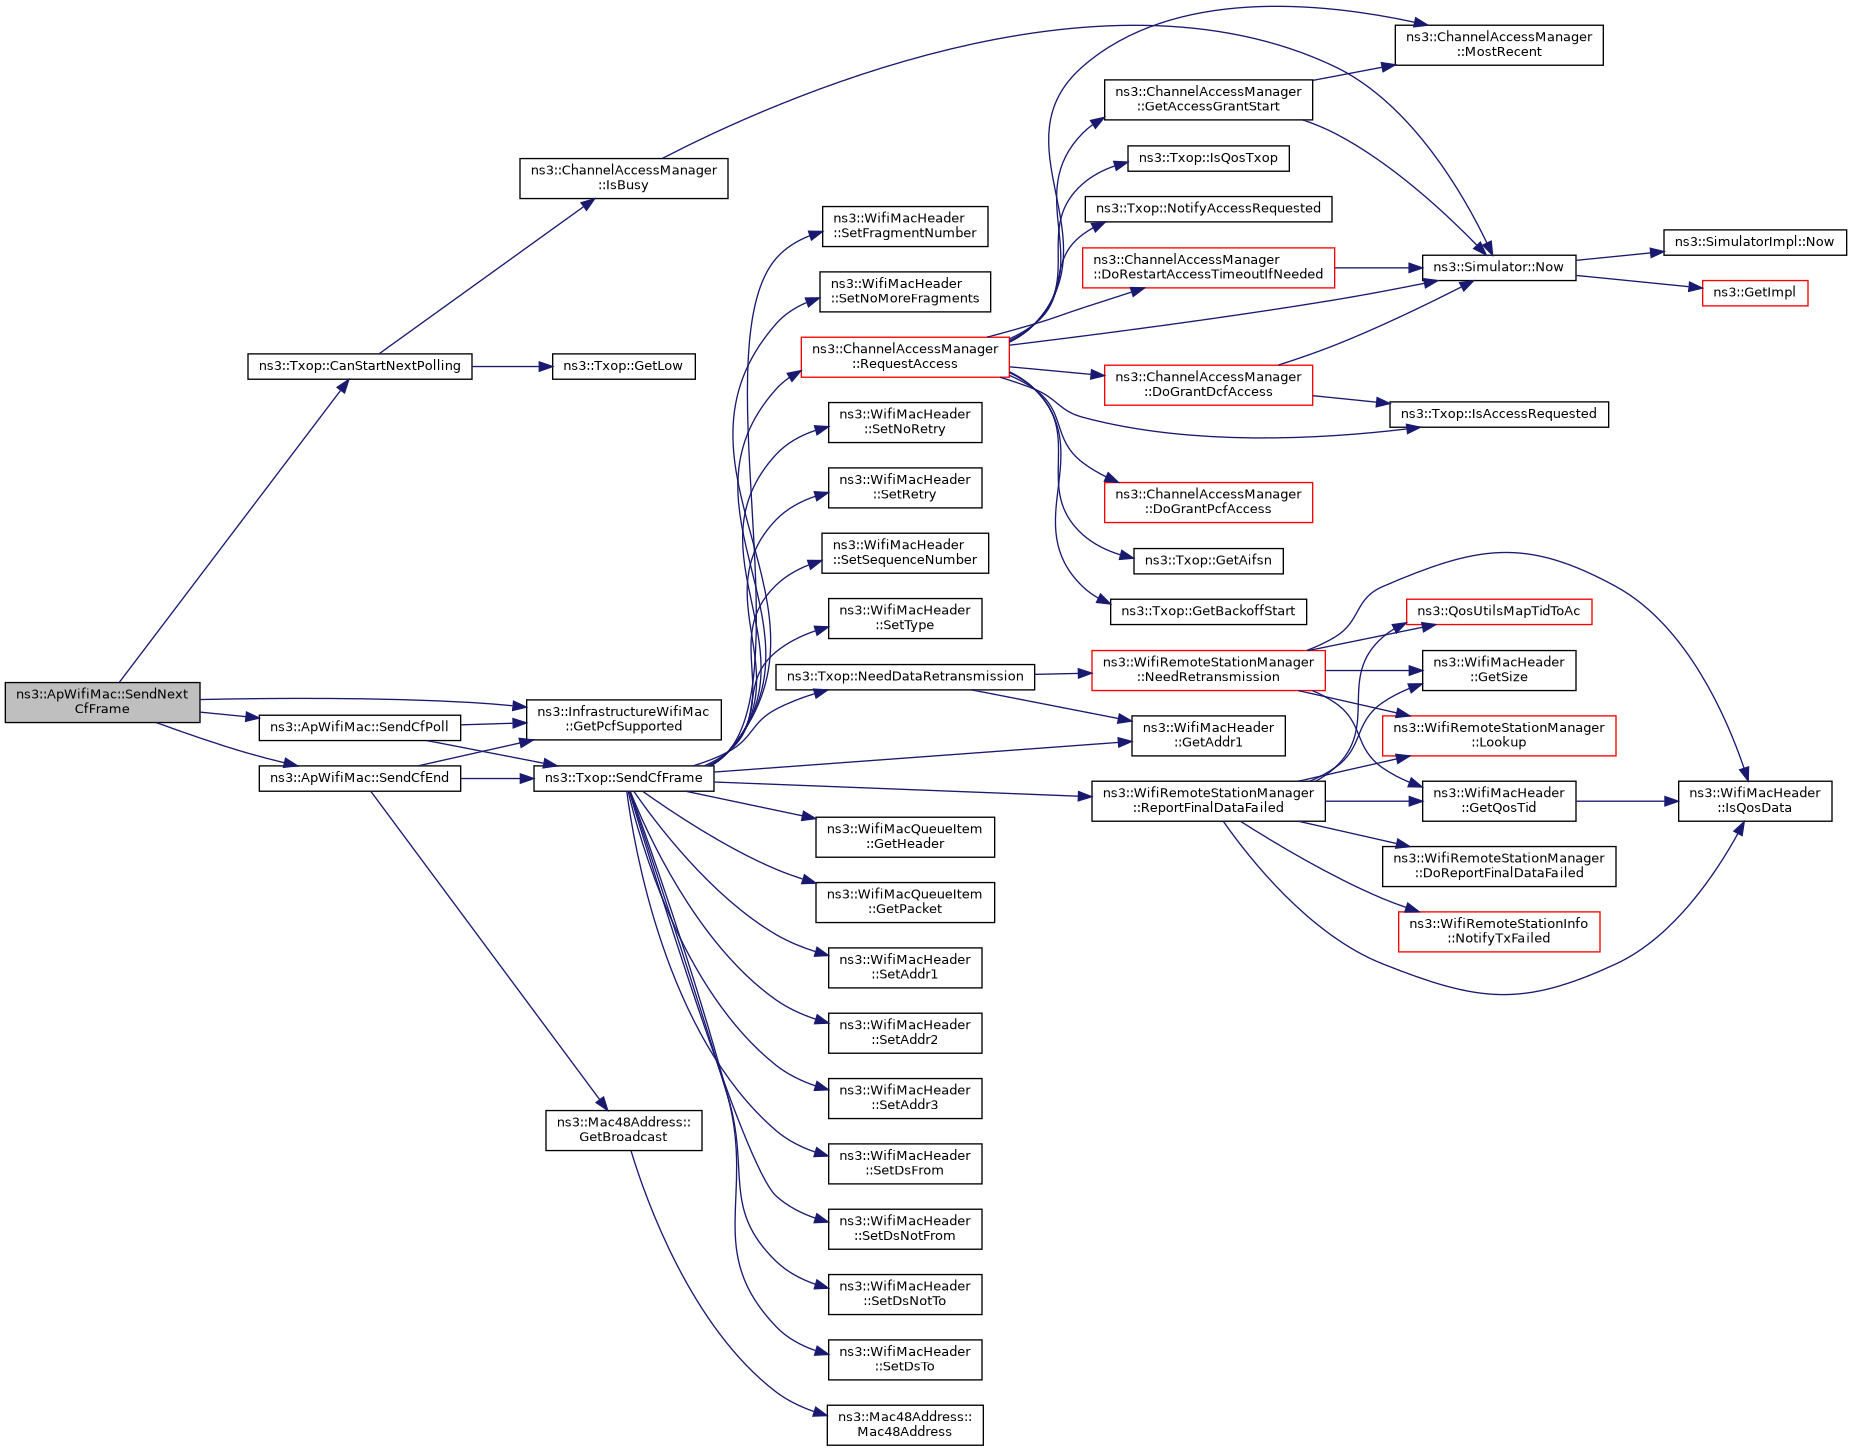 ns3::ApWifiMac::SendNext
CfFrame
ns3::Txop::CanStartNextPolling
ns3::ApWifiMac::SendCfPoll
ns3::ApWifiMac::SendCfEnd
ns3::ChannelAccessManager
::IsBusy
ns3::Txop::GetLow
ns3::InfrastructureWifiMac
::GetPcfSupported
ns3::Txop::SendCfFrame
ns3::Mac48Address::
GetBroadcast
ns3::WifiMacHeader
::SetFragmentNumber
ns3::WifiMacHeader
::SetNoMoreFragments
ns3::ChannelAccessManager
::RequestAccess
ns3::WifiMacHeader
::SetNoRetry
ns3::WifiMacHeader
::SetRetry
ns3::WifiMacHeader
::SetSequenceNumber
ns3::WifiMacHeader
::SetType
ns3::Txop::NeedDataRetransmission
ns3::WifiMacQueueItem
::GetHeader
ns3::WifiMacQueueItem
::GetPacket
ns3::WifiMacHeader
::SetAddr1
ns3::WifiMacHeader
::SetAddr2
ns3::WifiMacHeader
::SetAddr3
ns3::WifiMacHeader
::SetDsFrom
ns3::WifiMacHeader
::SetDsNotFrom
ns3::WifiMacHeader
::SetDsNotTo
ns3::WifiMacHeader
::SetDsTo
ns3::Mac48Address::
Mac48Address
ns3::ChannelAccessManager
::GetAccessGrantStart
ns3::Txop::IsQosTxop
ns3::Txop::NotifyAccessRequested
ns3::ChannelAccessManager
::DoRestartAccessTimeoutIfNeeded
ns3::ChannelAccessManager
::DoGrantDcfAccess
ns3::ChannelAccessManager
::DoGrantPcfAccess
ns3::Txop::GetAifsn
ns3::Txop::GetBackoffStart
ns3::WifiRemoteStationManager
::NeedRetransmission
ns3::WifiMacHeader
::GetAddr1
ns3::WifiRemoteStationManager
::ReportFinalDataFailed
ns3::ChannelAccessManager
::MostRecent
ns3::Simulator::Now
ns3::Txop::IsAccessRequested
ns3::QosUtilsMapTidToAc
ns3::WifiMacHeader
::GetSize
ns3::WifiRemoteStationManager
::Lookup
ns3::WifiMacHeader
::GetQosTid
ns3::WifiRemoteStationManager
::DoReportFinalDataFailed
ns3::WifiRemoteStationInfo
::NotifyTxFailed
ns3::SimulatorImpl::Now
ns3::GetImpl
ns3::WifiMacHeader
::IsQosData